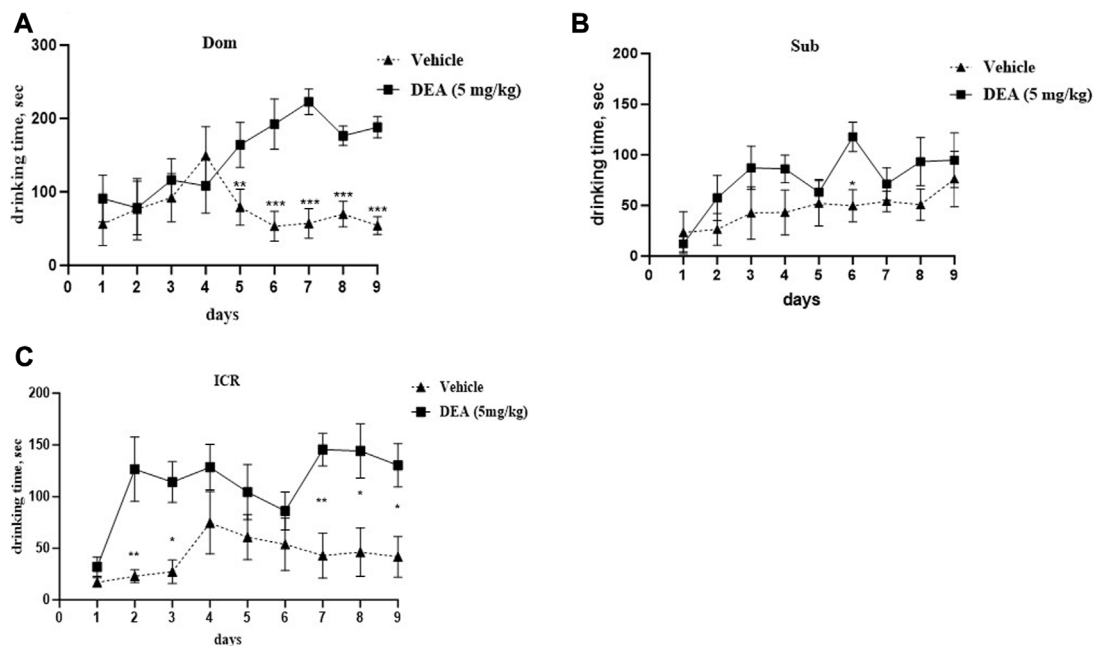 A
Dom
300
200
100
0
drinking time, sec
0 1 2 3 4 5 6 7 8 9
days
** *** *** *** ***
Vehicle
DEA (5 mg/kg)
B
Sub
200
150
100
50
0
drinking time, sec
0 1 2 3 4 5 6 7 8 9
days
*
Vehicle
DEA (5 mg/kg)
C
ICR
200
150
100
50
0
drinking time, sec
0 1 2 3 4 5 6 7 8 9
days
** * ** * *
Vehicle
DEA (5mg/kg)